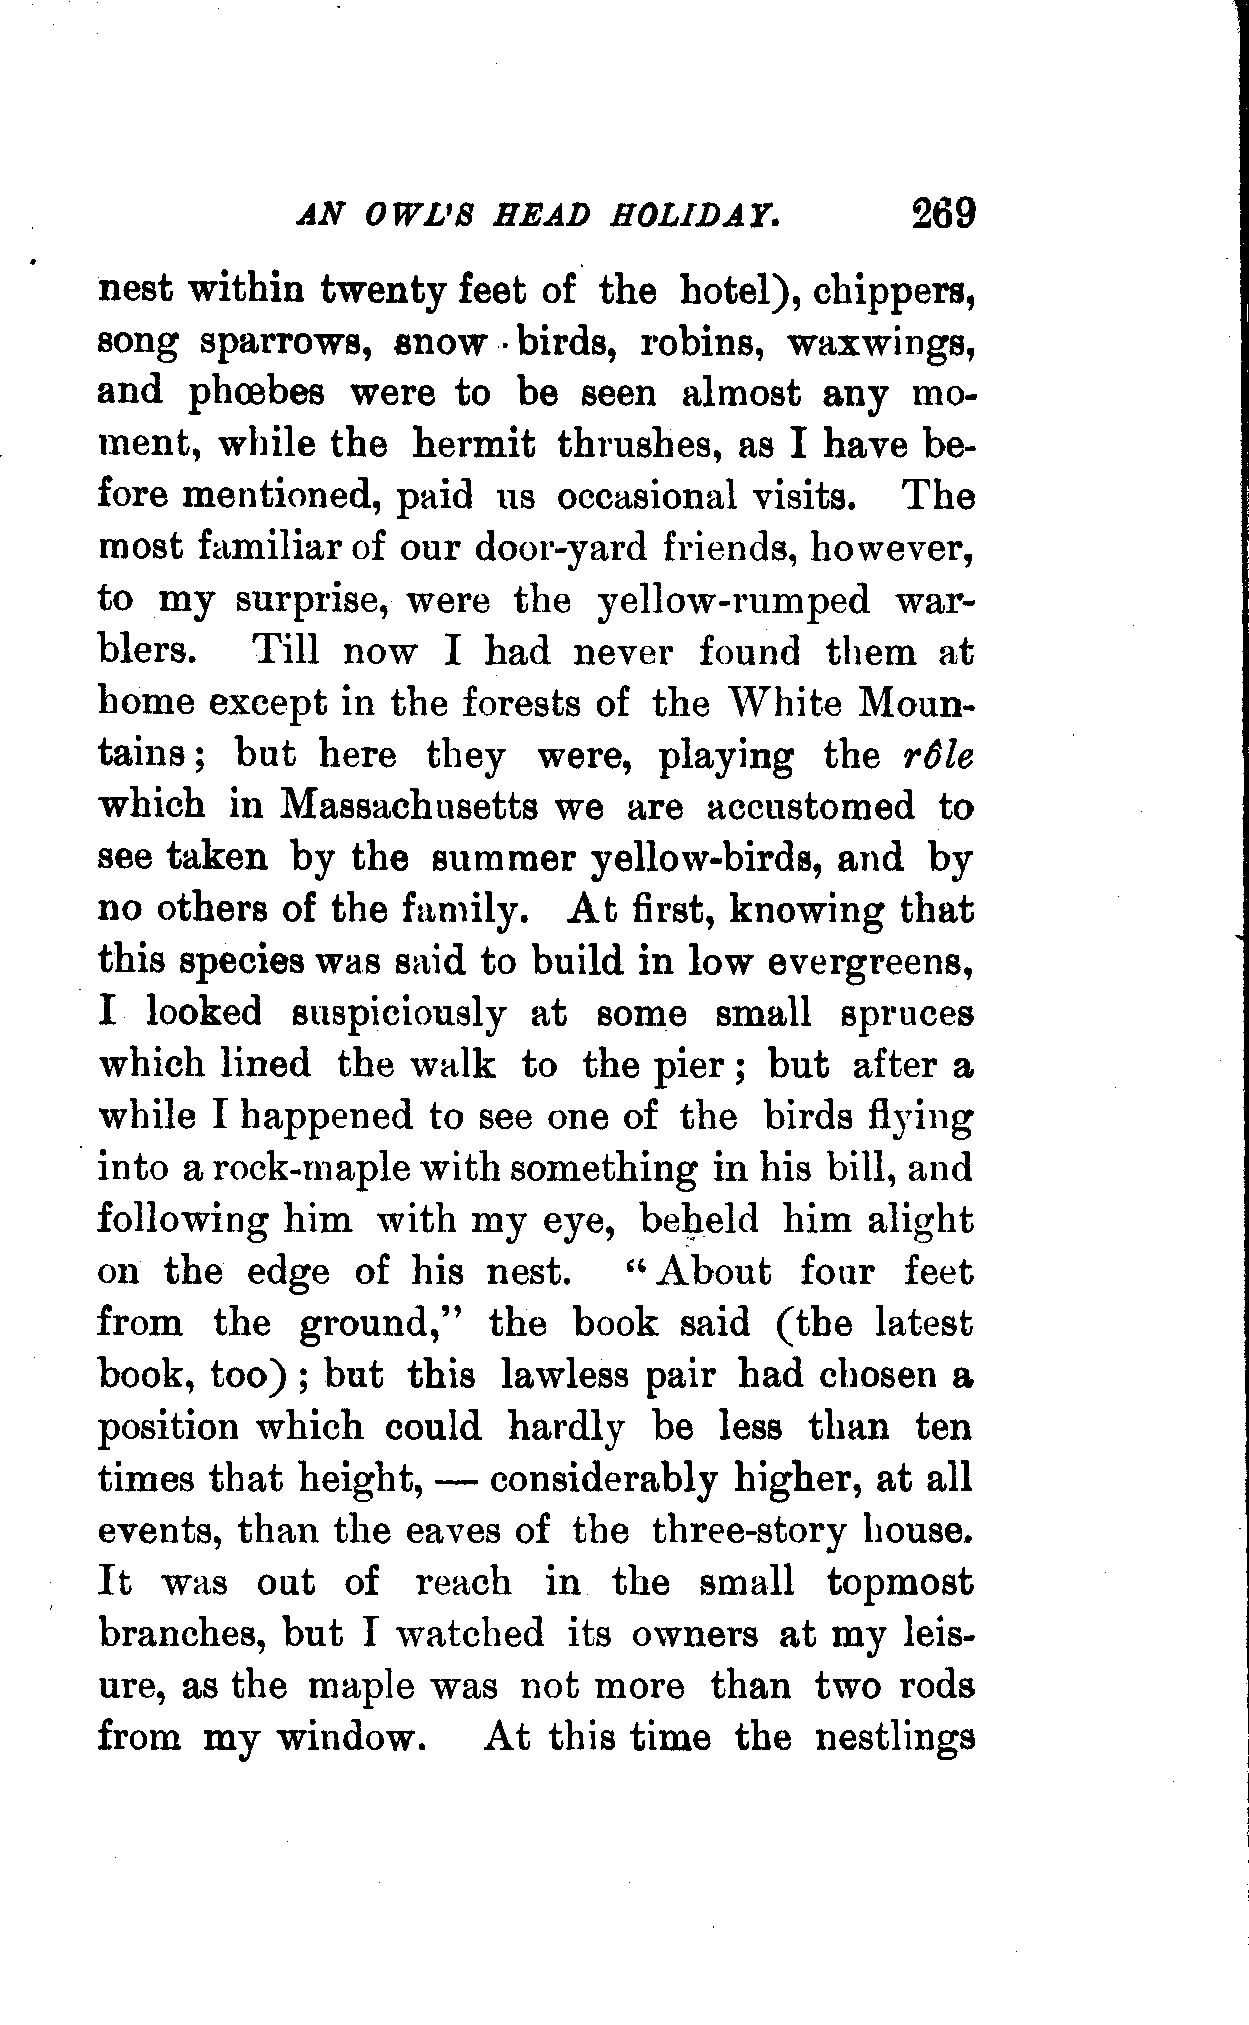 AN OWL'S HEAD HOLIDAY. 269
nest within twenty feet of the hotel), chippers,
song sparrows, snow-birds, robins, waxwings,
and phœbes were to be seen almost any mo-
ment, while the hermit thrushes, as I have be-
fore mentioned, paid us occasional visits. The
most familiar of our door-yard friends, however,
to my surprise, were the yellow-rumped war-
blers. Till now I had never found them at
home except in the forests of the White Moun-
tains; but here they were, playing the rôle
which in Massachusetts we are accustomed to
see taken by the summer yellow-birds, and by
no others of the family. At first, knowing that
this species was said to build in low evergreens,
I looked suspiciously at some small spruces
which lined the walk to the pier; but after a
while I happened to see one of the birds flying
into a rock-maple with something in his bill, and
following him with my eye, beheld him alight
on the edge of his nest. "About four feet
from the ground," the book said (the latest
book, too); but this lawless pair had chosen a
position which could hardly be less than ten
times that height, — considerably higher, at all
events, than the eaves of the three-story house.
It was out of reach in the small topmost
branches, but I watched its owners at my leis-
ure, as the maple was not more than two rods
from my window. At this time the nestlings